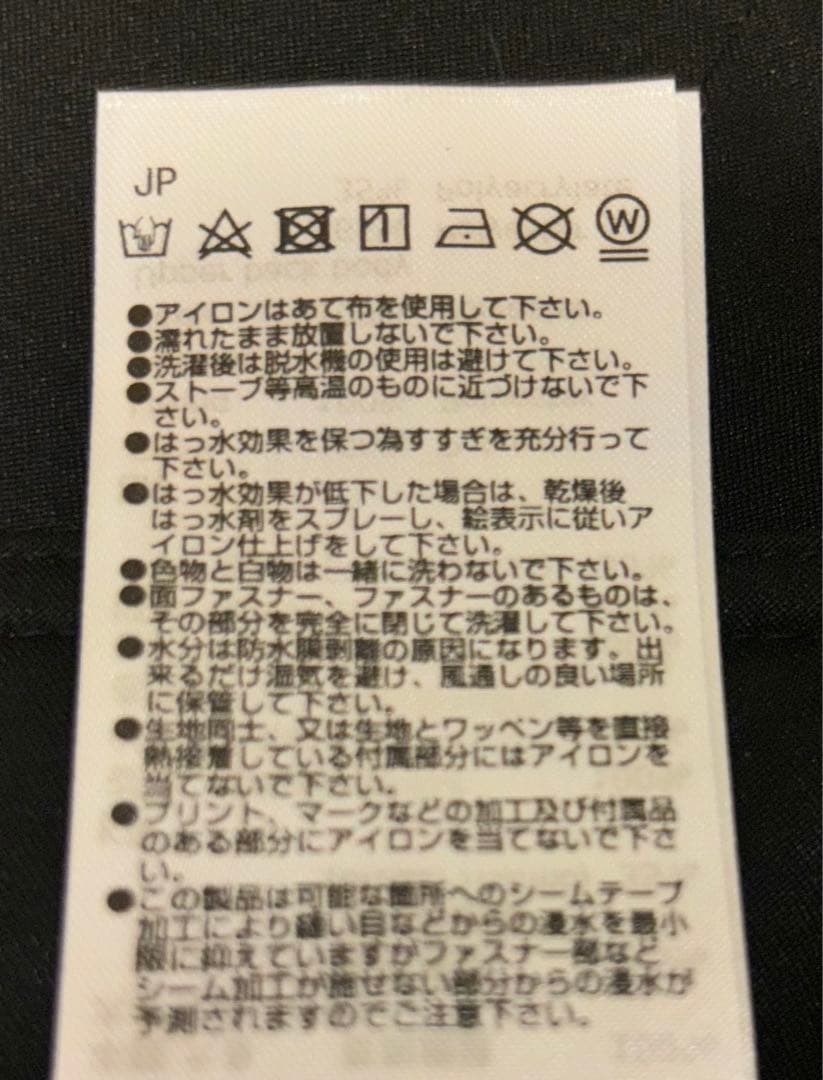 JP
W
●アイロンはあて布を使用して下さい。
●濡れたまま放置しないで下さい。
●洗濯後は脱水機の使用は避けて下さい。
●ストーブ等高温のものに近づけないで下
さい。
●はっ水効果を保つ為すすぎを充分行って
下さい。
●はっ水効果が低下した場合は、乾燥後
はっ水剤をスプレーし、絵表示に従いア
イロン仕上げをして下さい。
●色物と白物は一緒に洗わないで下さい。
●面ファスナー、ファスナーのあるものは、
その部分を完全に閉じて洗濯して下さい。
●水分は防水膜剥離の原因になります。出
来るだけ湿気を避け、風通しの良い場所
に保管して下さい。
●生地同士、又は生地とワッペン等を直接
熱接着している付属部分にはアイロンを
当てないで下さい。
●プリント、マークなどの加工及び付属品
のある部分にアイロンを当てないで下さ
い。
●この製品は可能な箇所へのシームテープ
加工により縫い目などからの浸水を最小
限に抑えていますがファスナー部など
シーム加工が施せない部分からの浸水が
予測されますのでご注意下さい。